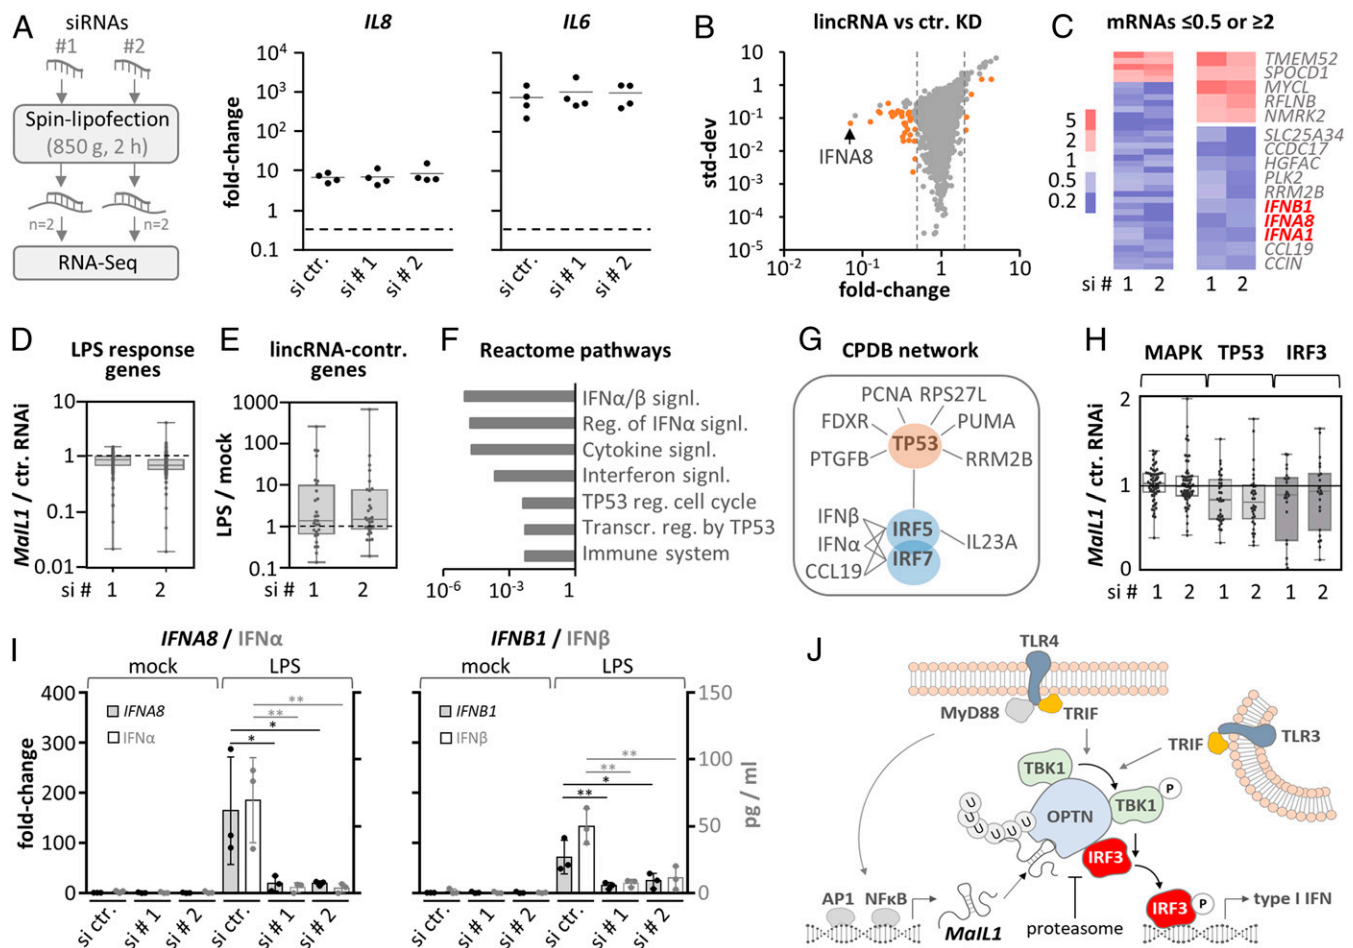 A
siRNAs
#1 #2
Spin-lipofection
(850 g, 2 h)
n=2 n=2
RNA-Seq
IL8
fold-change
10⁴
10³
10²
10
1
0.1
si ctr. si # 1 si # 2
IL6
si ctr. si # 1 si # 2
B
lincRNA vs ctr. KD
std-dev
10
1
10⁻¹
10⁻²
10⁻³
10⁻⁴
10⁻⁵
IFNA8
10⁻² 10⁻¹ 1 10
fold-change
C
mRNAs ≤0.5 or ≥2
5
2
1
0.5
0.2
TMEM52
SPOCD1
MYCL
RFLNB
NMRK2
SLC25A34
CCDC17
HGFAC
PLK2
RRM2B
IFNB1
IFNA8
IFNA1
CCL19
CCIN
si # 1 2 1 2
D
LPS response
genes
MaIL1 / ctr. RNAi
10
1
0.1
0.01
si # 1 2
E
lincRNA-contr.
genes
LPS / mock
1000
100
10
1
0.1
si # 1 2
F
Reactome pathways
IFNα/β signl.
Reg. of IFNα signl.
Cytokine signl.
Interferon signl.
TP53 reg. cell cycle
Transcr. reg. by TP53
Immune system
10⁻⁶ 10⁻³ 1
G
CPDB network
PCNA RPS27L
FDXR PUMA
TP53
PTGFB RRM2B
IFNβ
IRF5
IFNα IL23A
IRF7
CCL19
H
MAPK TP53 IRF3
MaIL1 / ctr. RNAi
2
1
0
si # 1 2 1 2 1 2
I
IFNA8 / IFNα
mock LPS
fold-change
400
300
200
100
0
IFNA8
IFNα
**
**
*
*
si ctr. si # 1 si # 2 si ctr. si # 1 si # 2
IFNB1 / IFNβ
mock LPS
IFNB1
IFNβ
**
**
*
**
150
100
50
0
pg / ml
si ctr. si # 1 si # 2 si ctr. si # 1 si # 2
J
TLR4
MyD88 TRIF
TRIF TLR3
TBK1
TBK1 P
OPTN
U U U U U U
IRF3
AP1 NFκB
MaIL1
proteasome
IRF3 P
type I IFN